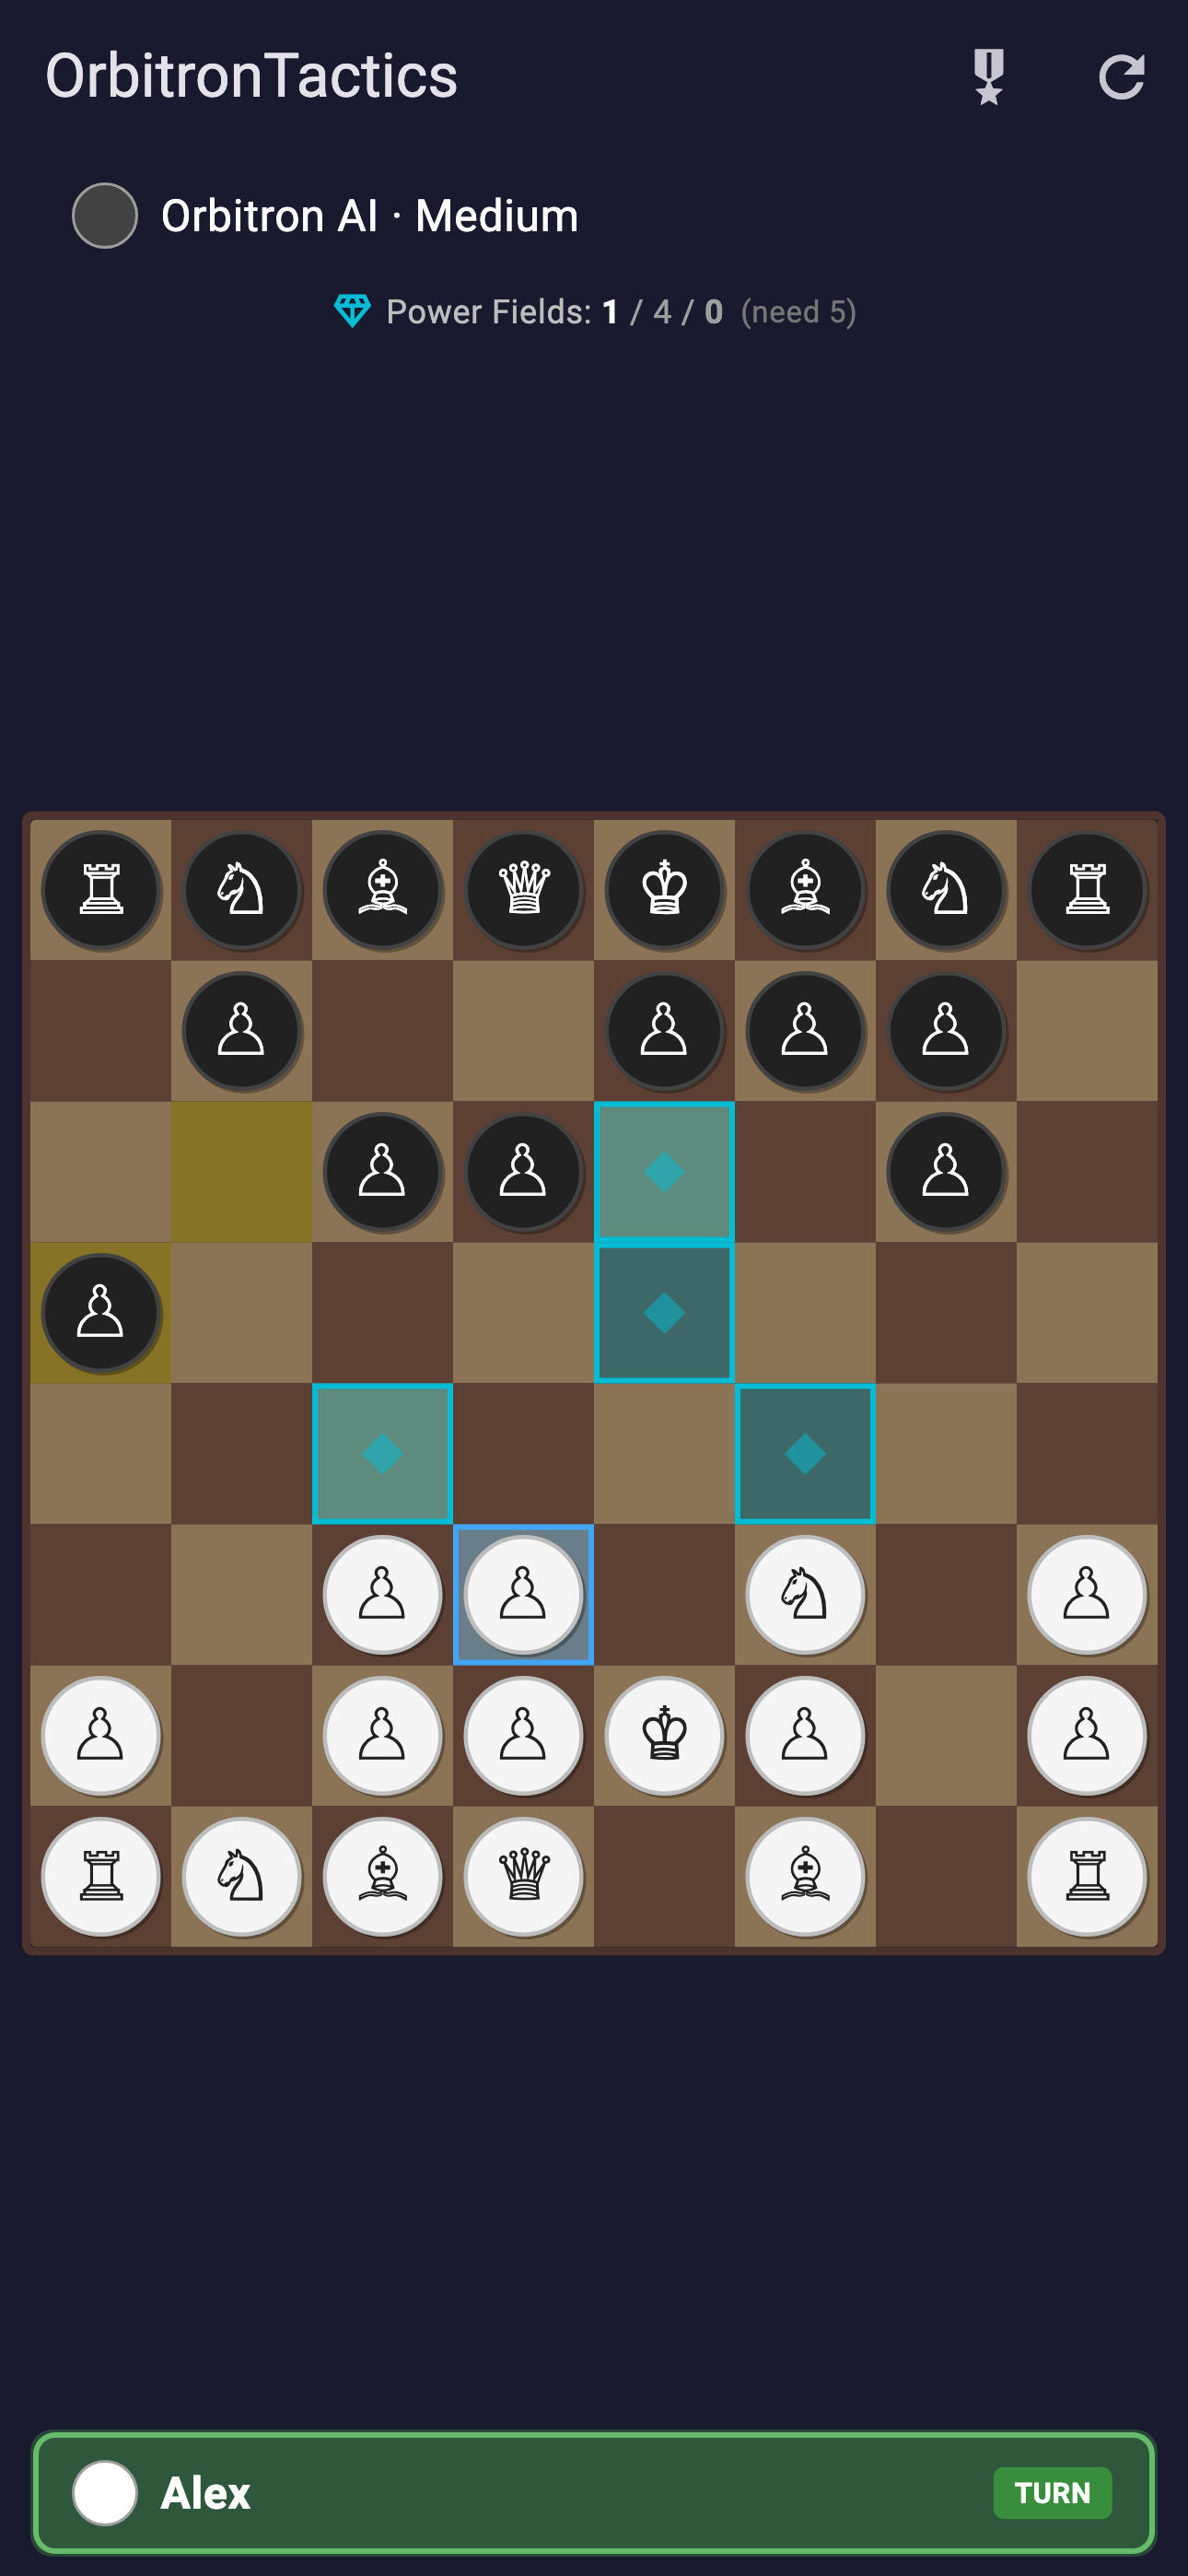 OrbitronTactics
Orbitron AI · Medium
Power Fields: 1 / 4 / 0 (need 5)
Alex
TURN